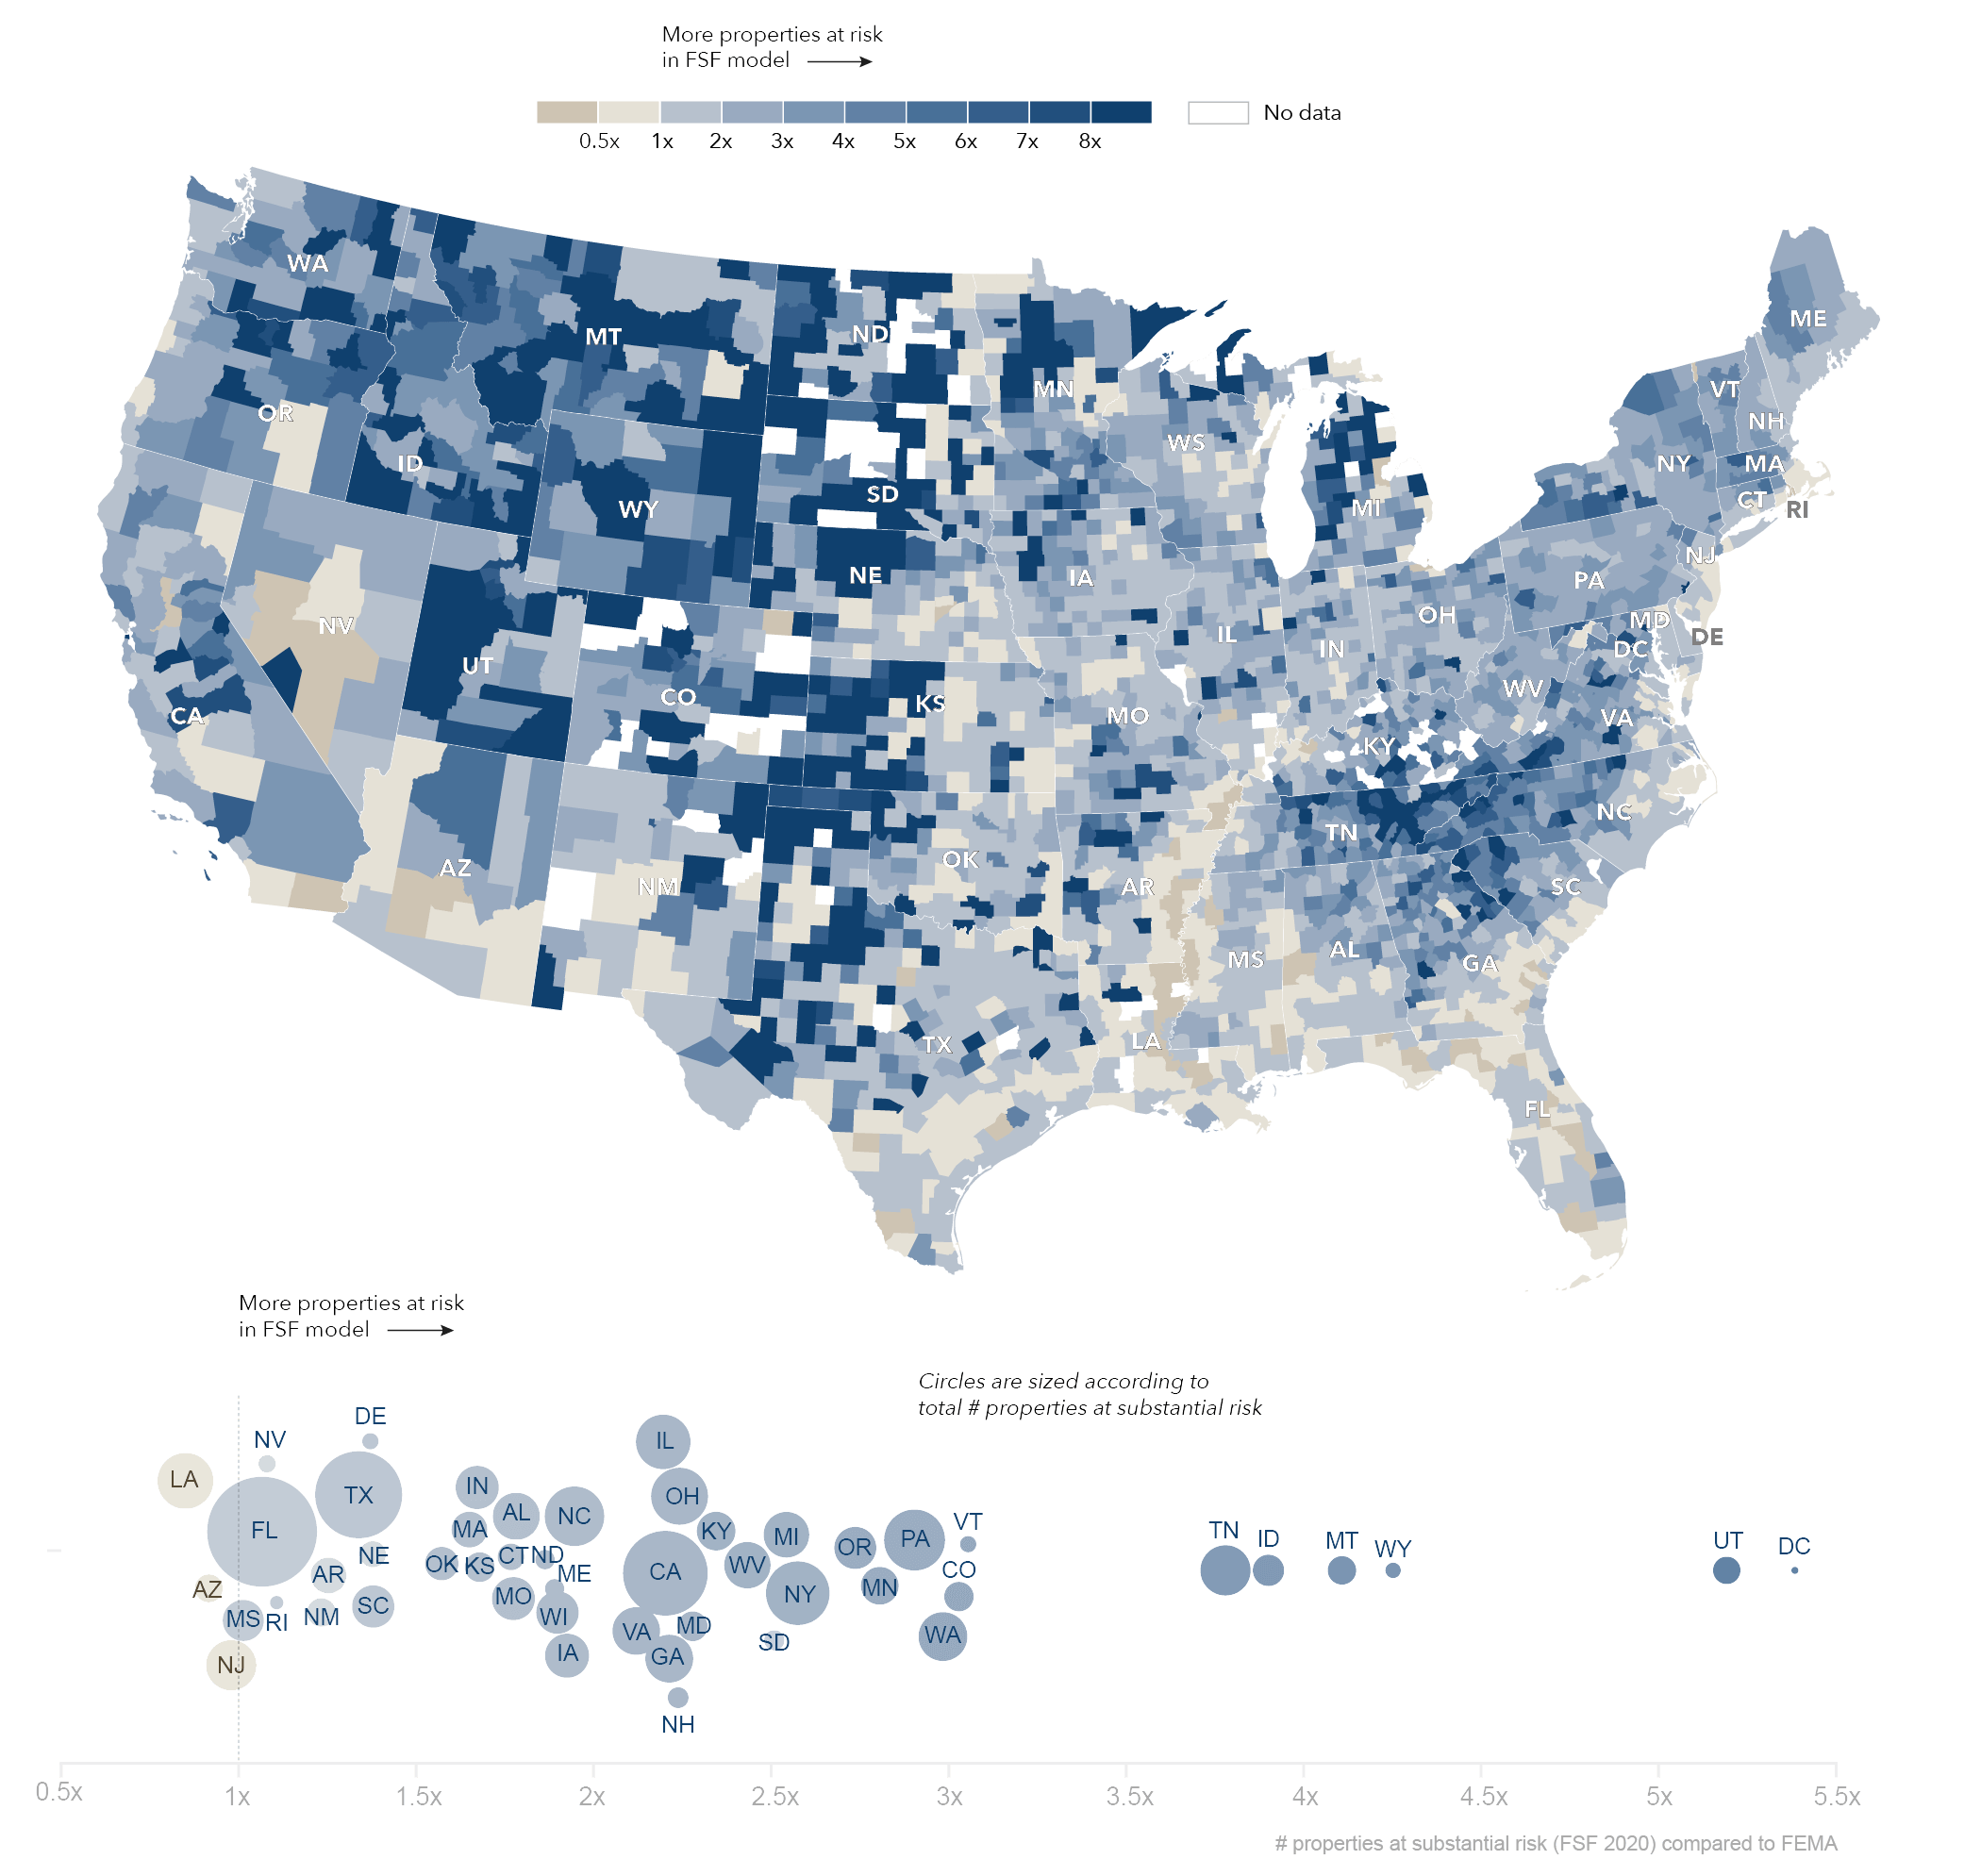 More properties at risk
in FSF model
0.5x 1x 2x 3x 4x 5x 6x 7x 8x
No data
WA
MT
ND
MN
ME
VT
NH
OR
ID
WS
NY
MA
CT
RI
WY
SD
MI
NJ
NE
IA
PA
NV
OH
MD
DE
UT
IL
IN
DC
CO
KS
WV
CA
MO
VA
KY
NC
TN
AZ
NM
OK
AR
SC
MS
AL
GA
TX
LA
FL
More properties at risk
in FSF model
Circles are sized according to
total # properties at substantial risk
DE
NV
IL
LA
TX
IN
OH
FL
AL
NC
MA
KY
MI
VT
PA
OR
TN
ID
MT
WY
UT
DC
NE
OK
KS
CT
ND
WV
CO
AZ
AR
ME
CA
MN
NY
MS
RI
NM
SC
MO
WI
VA
MD
SD
WA
NJ
IA
GA
NH
0.5x 1x 1.5x 2x 2.5x 3x 3.5x 4x 4.5x 5x 5.5x
# properties at substantial risk (FSF 2020) compared to FEMA